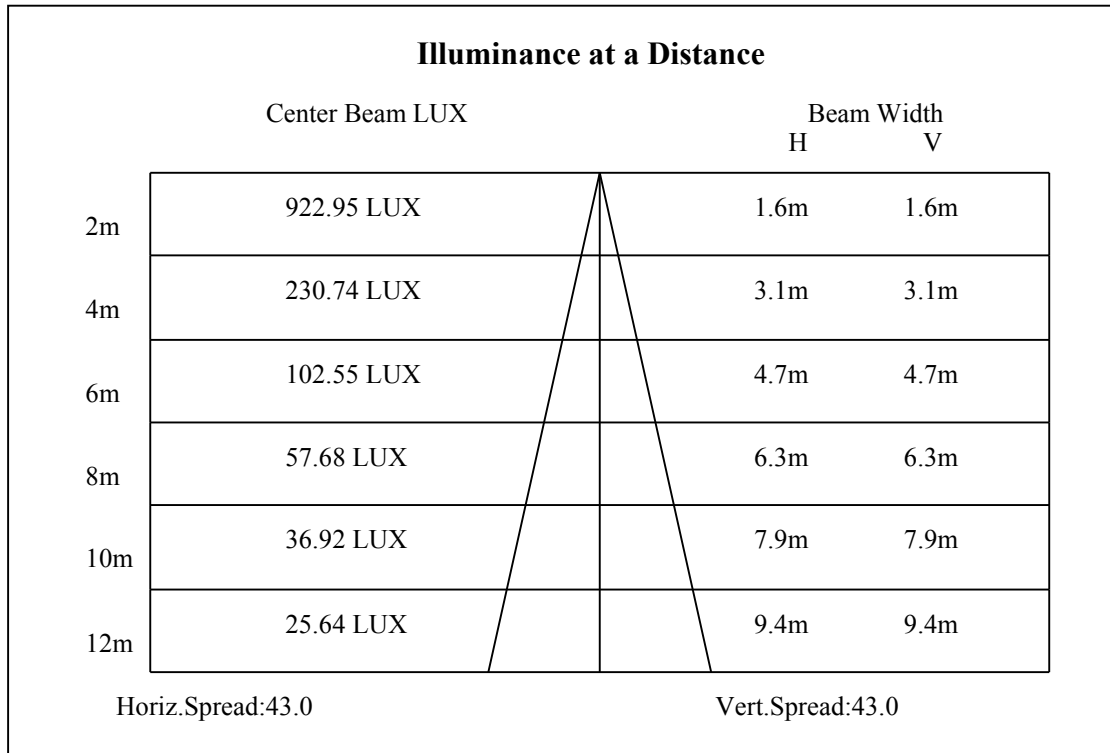 Illuminance at a Distance
Center Beam LUX Beam Width
H V
2m 922.95 LUX 1.6m 1.6m
4m 230.74 LUX 3.1m 3.1m
6m 102.55 LUX 4.7m 4.7m
8m 57.68 LUX 6.3m 6.3m
10m 36.92 LUX 7.9m 7.9m
12m 25.64 LUX 9.4m 9.4m
Horiz.Spread:43.0 Vert.Spread:43.0